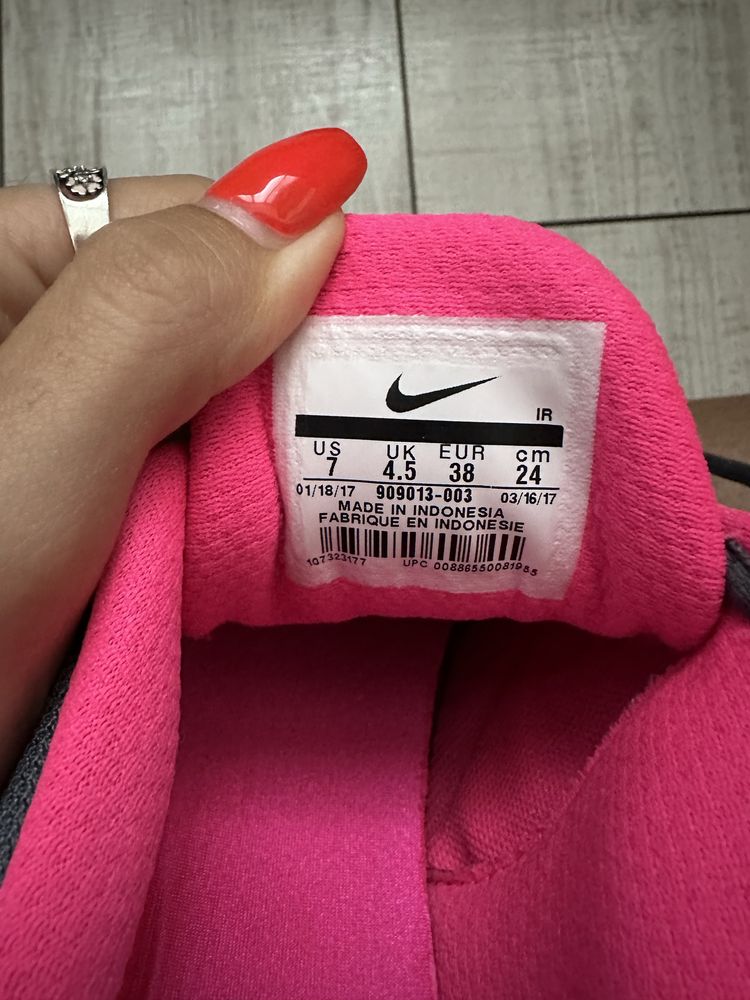 IR
US UK EUR cm
7 4.5 38 24
01/18/17 909013-003 03/16/17
MADE IN INDONESIA
FABRIQUE EN INDONESIE
107323177 UPC 00886550081985